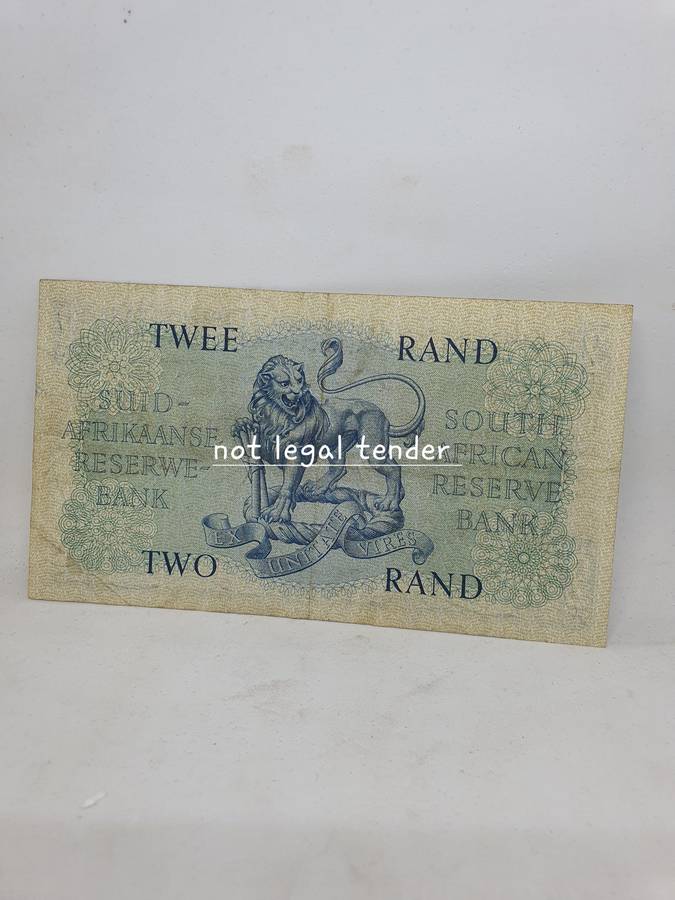 TWEE RAND
SUID-
AFRIKAANSE
RESERWE-
BANK
SOUTH
AFRICAN
RESERVE
BANK
not legal tender
EX UNITATE VIRES
TWO RAND